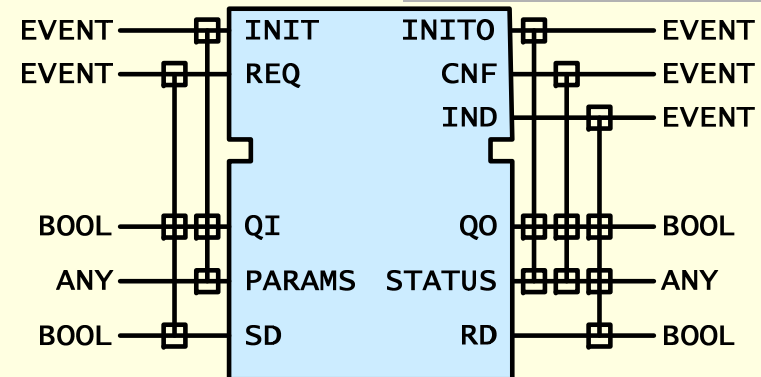 EVENT INIT INITO EVENT
EVENT REQ CNF EVENT
IND EVENT
BOOL QI QO BOOL
ANY PARAMS STATUS ANY
BOOL SD RD BOOL